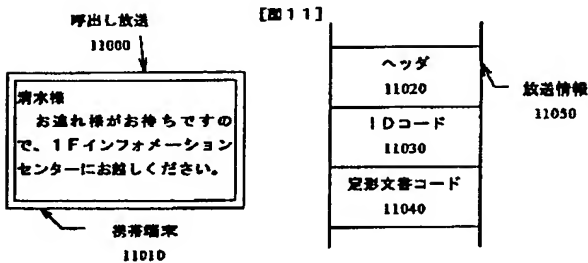 [図11]
呼出し放送
11000
清水様
お連れ様がお待ちですの
で、1Fインフォメーション
センターにお越しください。
携帯端末
11010
ヘッダ
11020
IDコード
11030
定形文書コード
11040
放送情報
11050